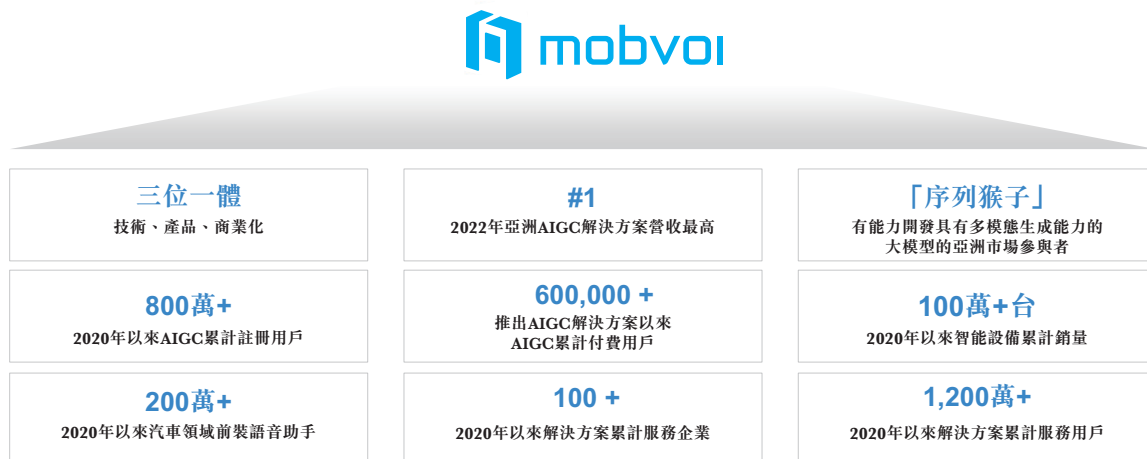 mobvoi
三位一體
技術、產品、商業化
#1
2022年亞洲AIGC解決方案營收最高
「序列猴子」
有能力開發具有多模態生成能力的
大模型的亞洲市場參與者
800萬+
2020年以來AIGC累計註冊用戶
600,000 +
推出AIGC解決方案以來
AIGC累計付費用戶
100萬+台
2020年以來智能設備累計銷量
200萬+
2020年以來汽車領域前裝語音助手
100 +
2020年以來解決方案累計服務企業
1,200萬+
2020年以來解決方案累計服務用戶